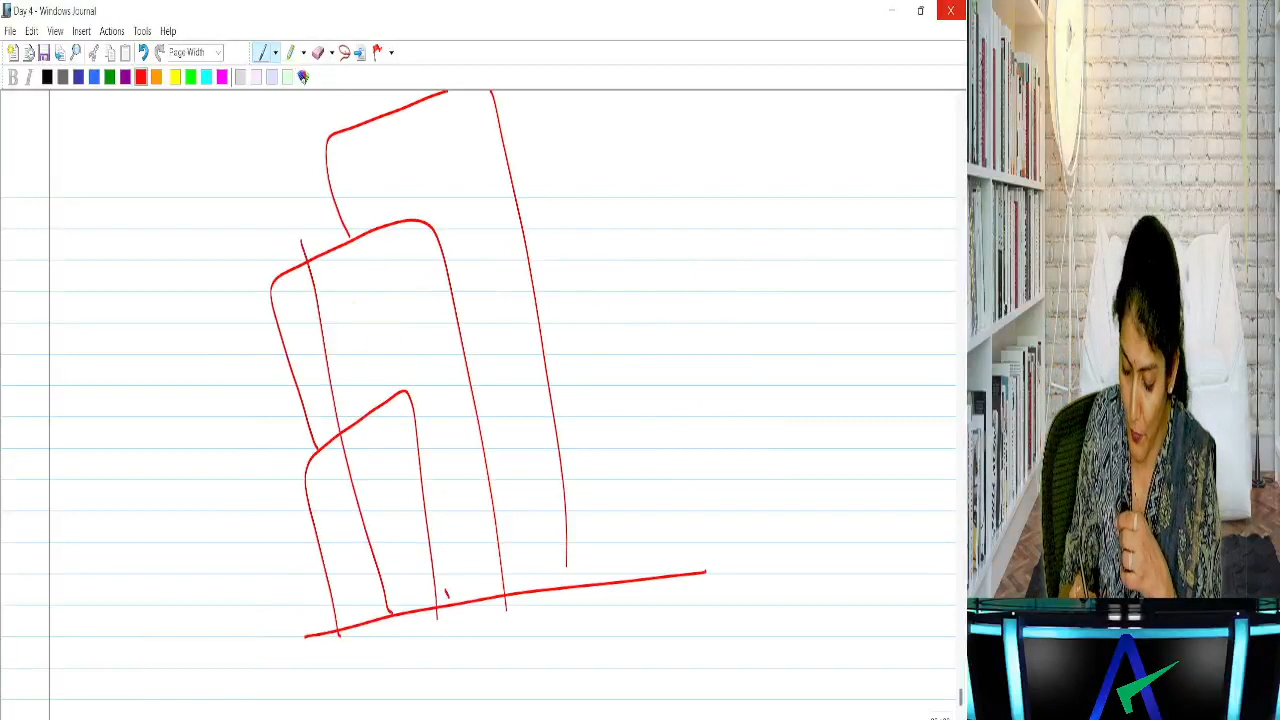 Day 4 - Windows Journal
File Edit View Insert Actions Tools Help
Page Width
B I